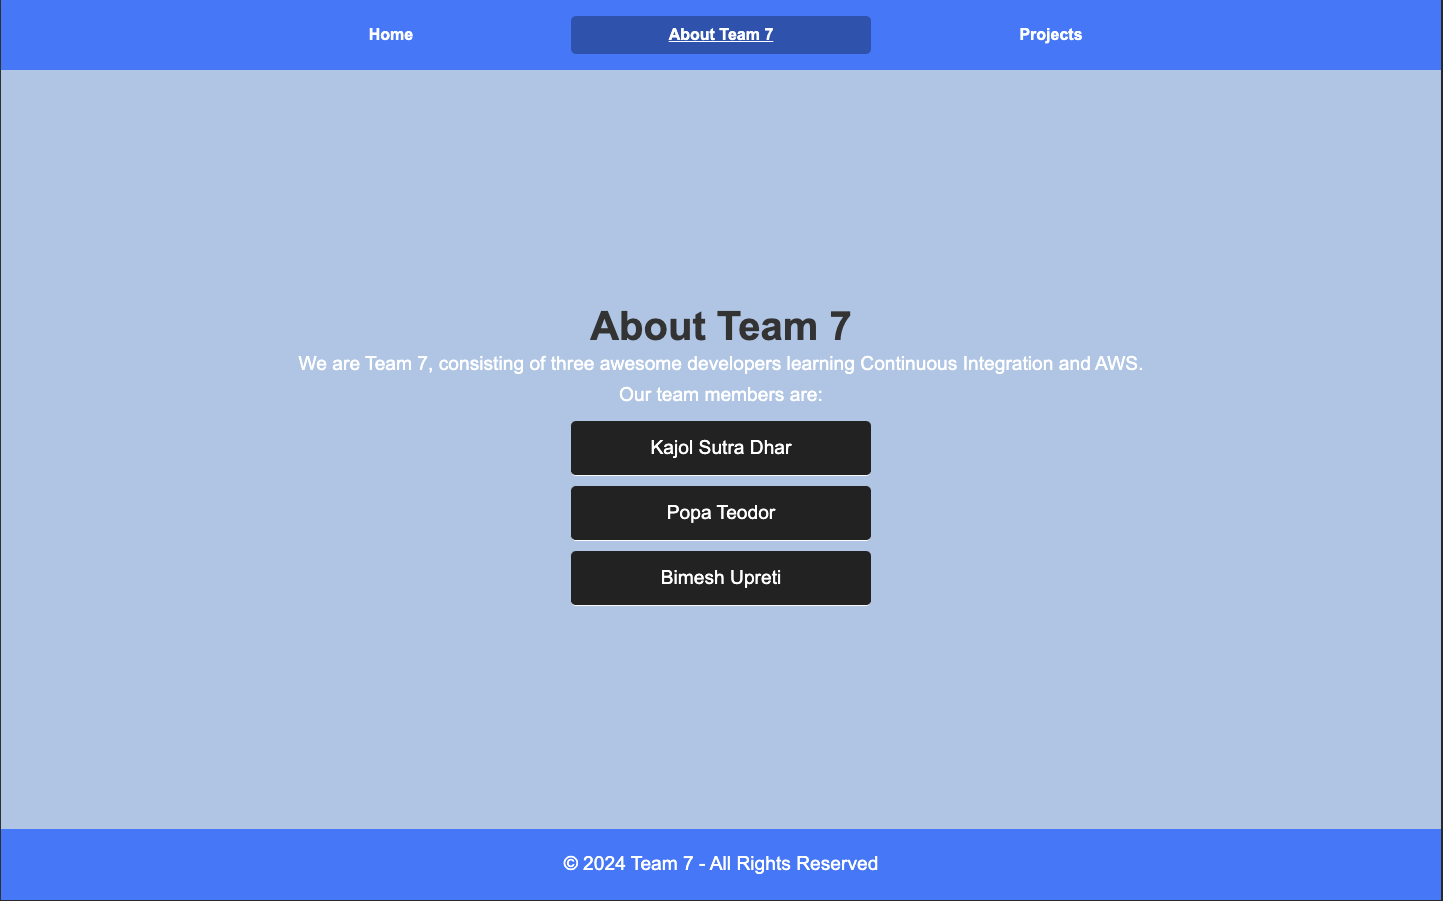 Home About Team 7 Projects
About Team 7
We are Team 7, consisting of three awesome developers learning Continuous Integration and AWS.
Our team members are:
Kajol Sutra Dhar
Popa Teodor
Bimesh Upreti
© 2024 Team 7 - All Rights Reserved